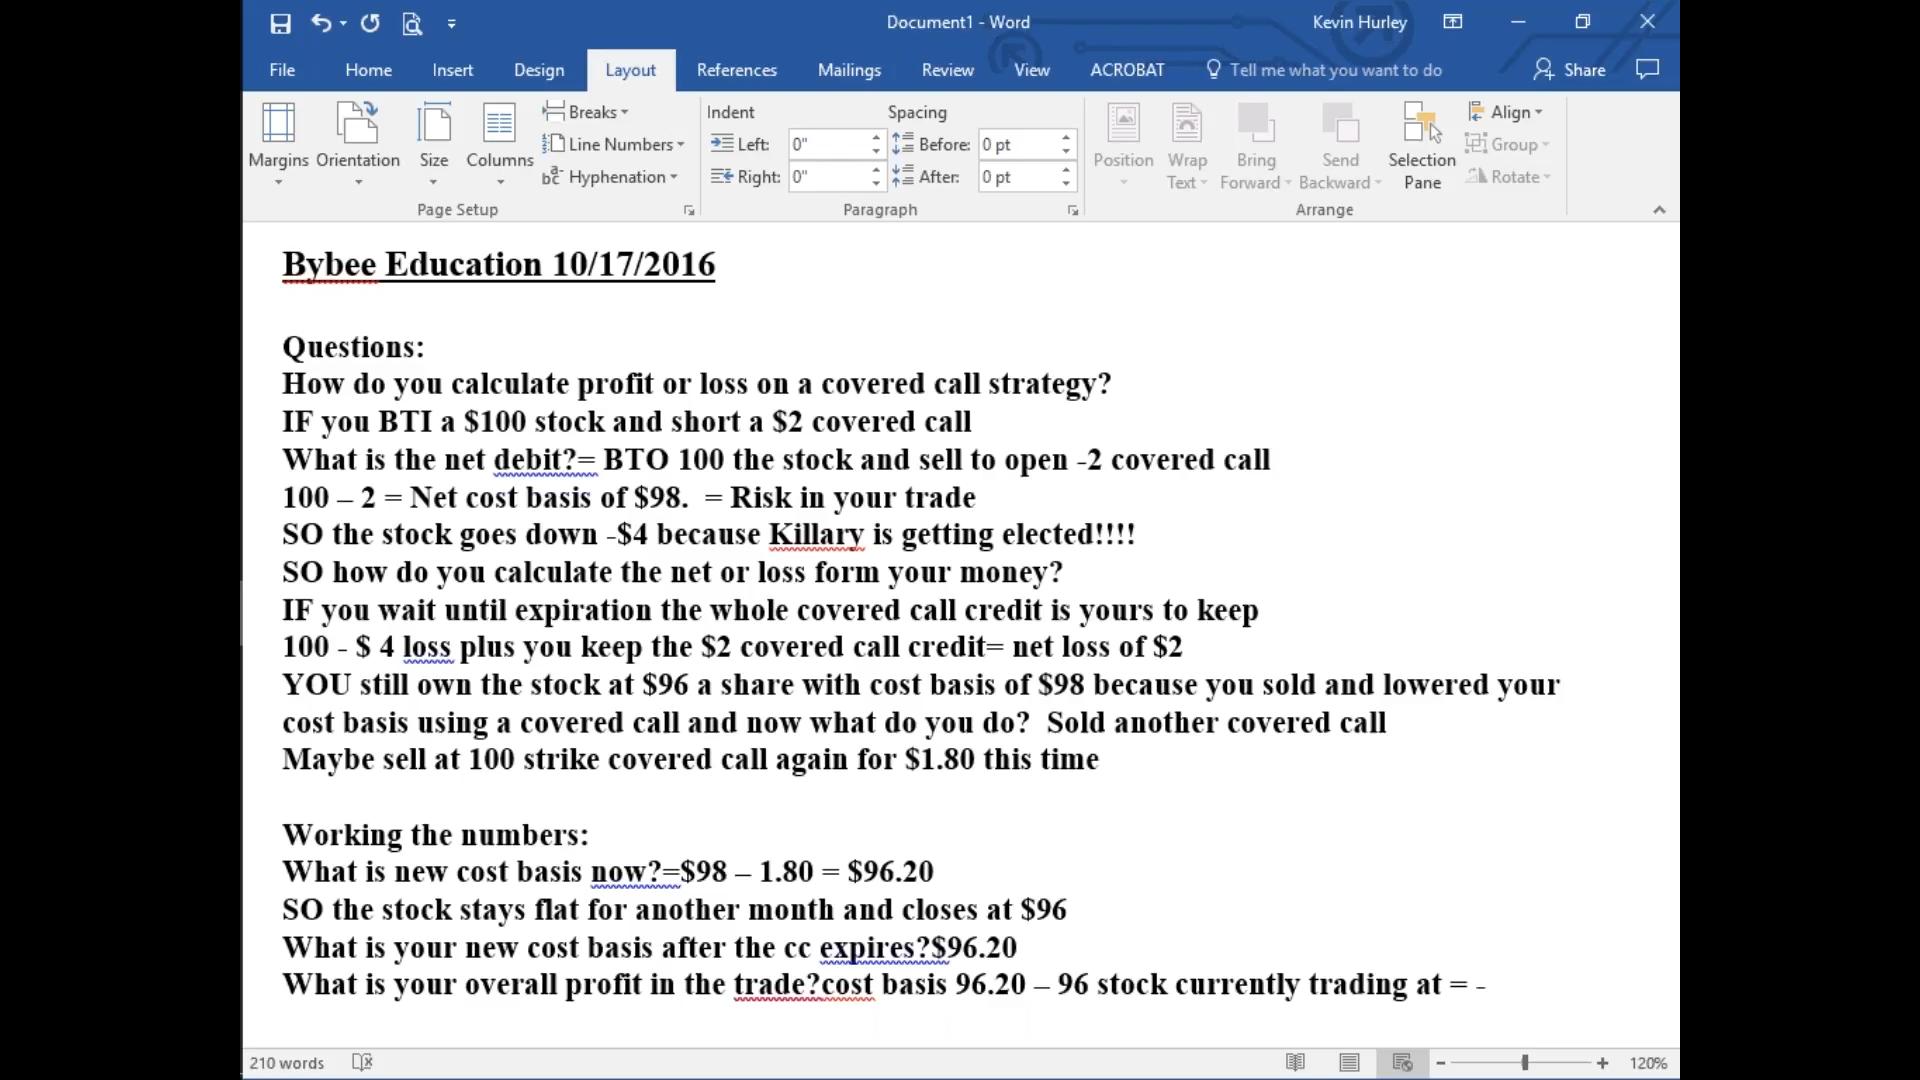 Document1 - Word
Kevin Hurley
File Home Insert Design Layout References Mailings Review View ACROBAT Tell me what you want to do Share
Margins Orientation Size Columns
Breaks
Line Numbers
Hyphenation
Page Setup
Indent Spacing
Left: 0" Before: 0 pt
Right: 0" After: 0 pt
Paragraph
Position Wrap Text Bring Forward Send Backward Selection Pane
Align
Group
Rotate
Arrange
Bybee Education 10/17/2016
Questions:
How do you calculate profit or loss on a covered call strategy?
IF you BTI a $100 stock and short a $2 covered call
What is the net debit?= BTO 100 the stock and sell to open -2 covered call
100 – 2 = Net cost basis of $98.  = Risk in your trade
SO the stock goes down -$4 because Killary is getting elected!!!!
SO how do you calculate the net or loss form your money?
IF you wait until expiration the whole covered call credit is yours to keep
100 - $ 4 loss plus you keep the $2 covered call credit= net loss of $2
YOU still own the stock at $96 a share with cost basis of $98 because you sold and lowered your
cost basis using a covered call and now what do you do?  Sold another covered call
Maybe sell at 100 strike covered call again for $1.80 this time
Working the numbers:
What is new cost basis now?=$98 – 1.80 = $96.20
SO the stock stays flat for another month and closes at $96
What is your new cost basis after the cc expires?$96.20
What is your overall profit in the trade?cost basis 96.20 – 96 stock currently trading at = -
210 words
120%